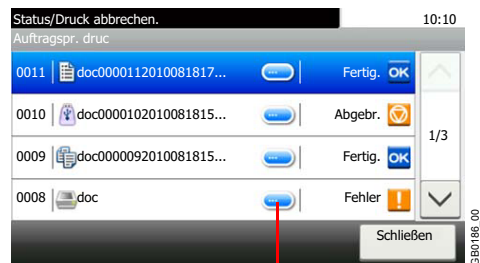 Status/Druck abbrechen. 10:10
Auftragspr. druc
0011 doc0000112010081817... Fertig. OK
0010 doc0000102010081815... Abgebr.
1/3
0009 doc0000092010081815... Fertig. OK
0008 doc Fehler
Schließen
GB0186_00